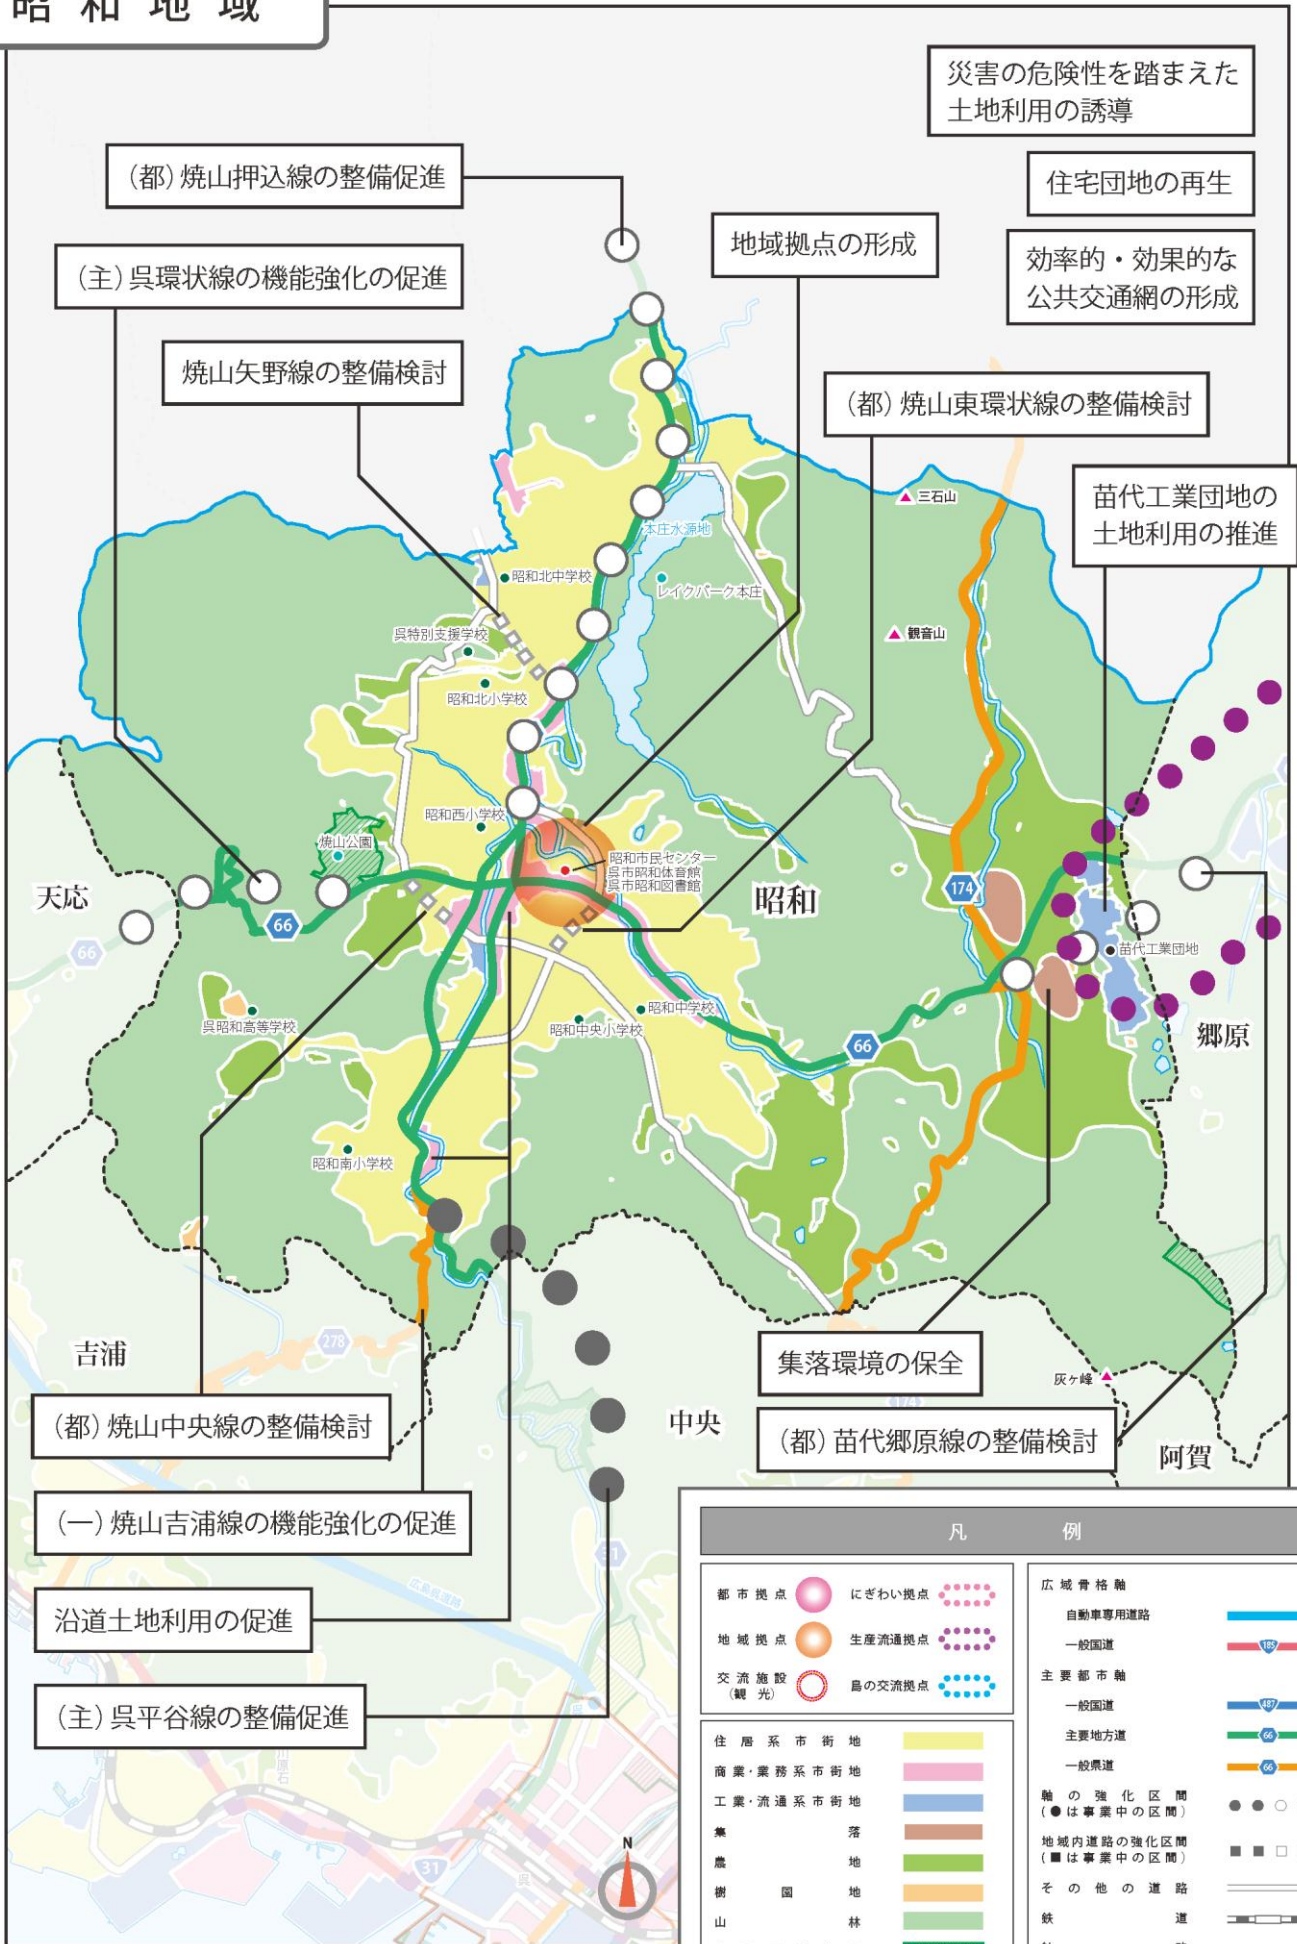 昭和地域
災害の危険性を踏まえた
土地利用の誘導
(都)焼山押込線の整備促進
住宅団地の再生
地域拠点の形成
効率的・効果的な
公共交通網の形成
(主)呉環状線の機能強化の促進
焼山矢野線の整備検討
(都)焼山東環状線の整備検討
苗代工業団地の
土地利用の推進
三石山
本庄水源地
昭和北中学校
レイクパーク本庄
呉特別支援学校
観音山
昭和北小学校
昭和西小学校
焼山公園
昭和市民センター
呉市昭和体育館
呉市昭和図書館
天応
昭和
174
66
66
苗代工業団地
呉昭和高等学校
昭和中学校
昭和中央小学校
66
郷原
昭和南小学校
吉浦
278
集落環境の保全
灰ヶ峰
174
(都)焼山中央線の整備検討
中央
(都)苗代郷原線の整備検討
阿賀
(一)焼山吉浦線の機能強化の促進
31
広島呉道路
沿道土地利用の促進
(主)呉平谷線の整備促進
川原石
呉
31
N
凡例
都市拠点
にぎわい拠点
地域拠点
生産流通拠点
交流施設
(観光)
島の交流拠点
住居系市街地
商業・業務系市街地
工業・流通系市街地
集落
農地
樹園地
山林
広域骨格軸
自動車専用道路
一般国道
185
主要都市軸
一般国道
487
主要地方道
66
一般県道
66
軸の強化区間
(●は事業中の区間)
地域内道路の強化区間
(■は事業中の区間)
その他の道路
鉄道